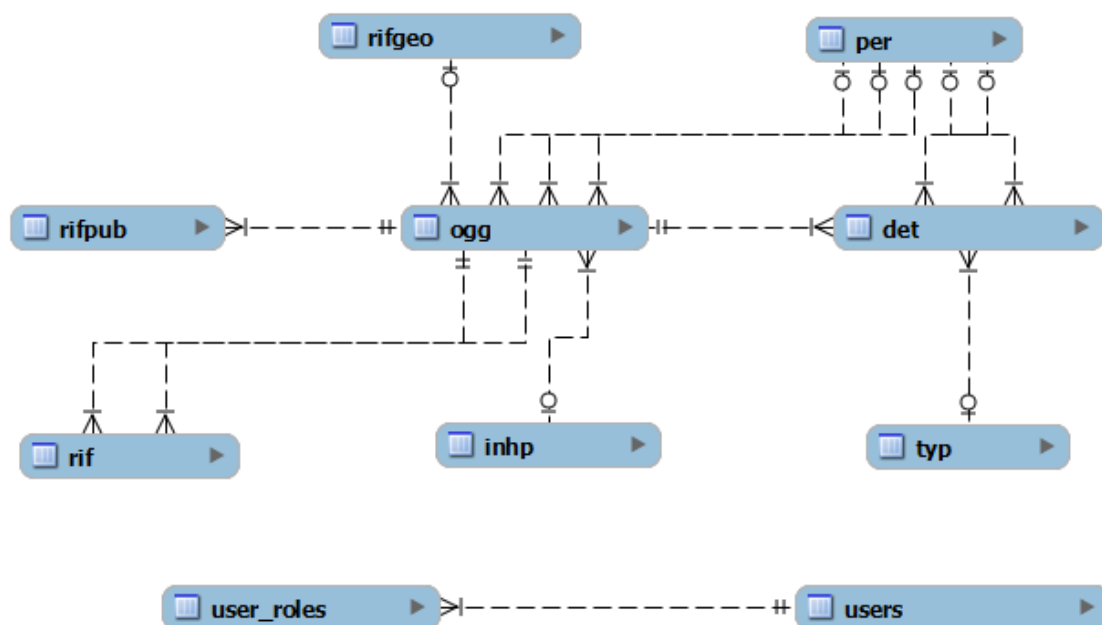 rifgeo
per
rifpub
ogg
det
rif
inhp
typ
user_roles
users